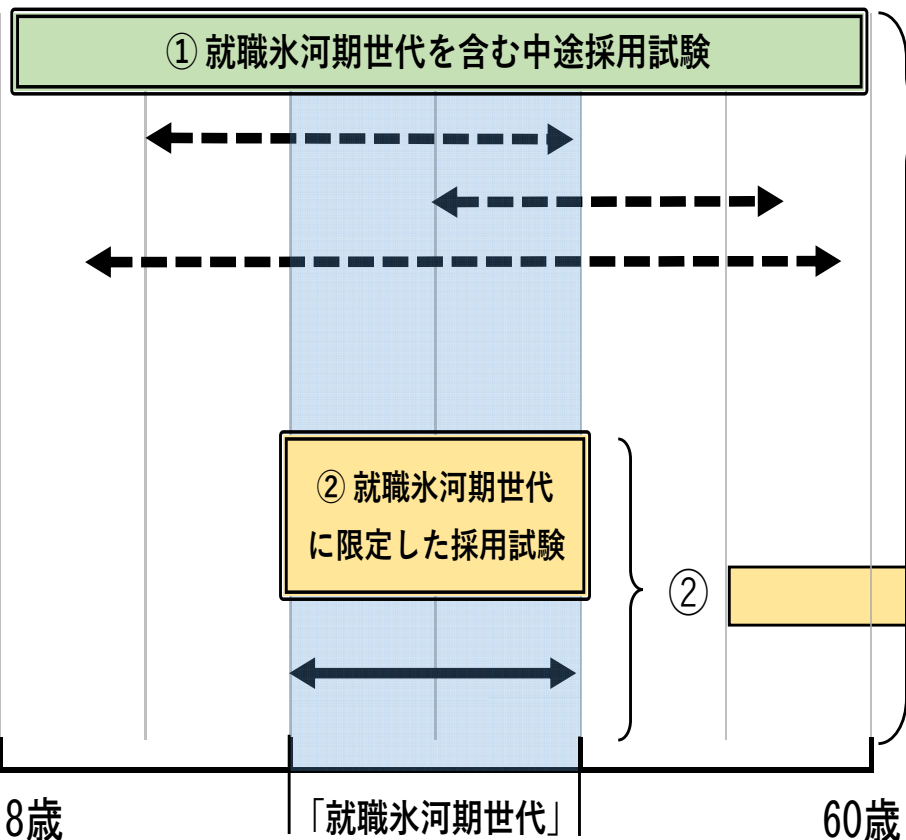 ① 就職氷河期世代を含む中途採用試験
② 就職氷河期世代
に限定した採用試験
②
8歳
「就職氷河期世代」
60歳